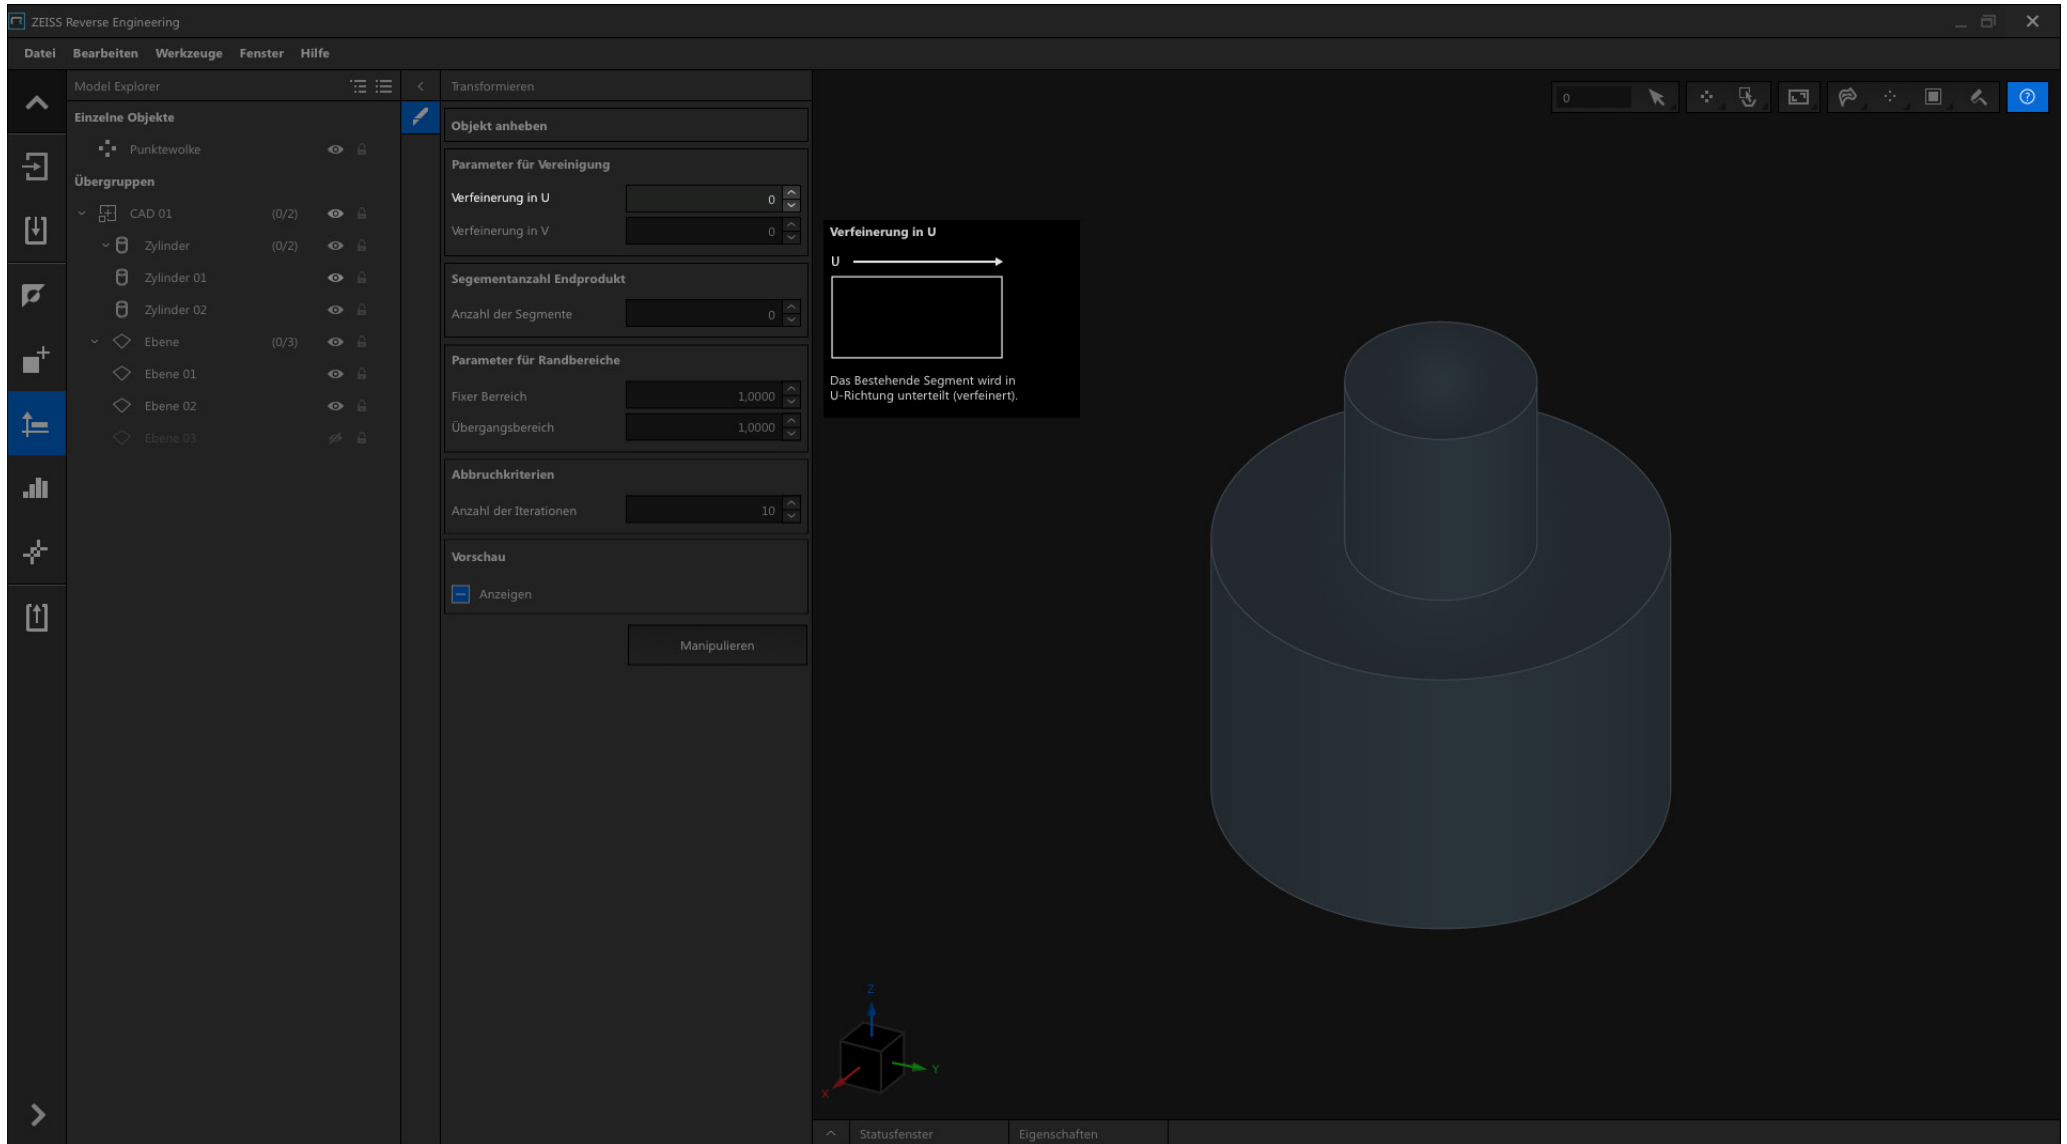 ZEISS Reverse Engineering
Datei Bearbeiten Werkzeuge Fenster Hilfe
Model Explorer
Einzelne Objekte
Punktewolke
Übergruppen
CAD 01 (0/2)
Zylinder (0/2)
Zylinder 01
Zylinder 02
Ebene (0/3)
Ebene 01
Ebene 02
Ebene 03
Transformieren
Objekt anheben
Parameter für Vereinigung
Verfeinerung in U 0
Verfeinerung in V 0
Segementanzahl Endprodukt
Anzahl der Segmente 0
Parameter für Randbereiche
Fixer Berreich 1,0000
Übergangsbereich 1,0000
Abbruchkriterien
Anzahl der Iterationen 10
Vorschau
Anzeigen
Manipulieren
0
?
Verfeinerung in U
U
Das Bestehende Segment wird in
U-Richtung unterteilt (verfeinert).
Z
Y
X
Statusfenster Eigenschaften